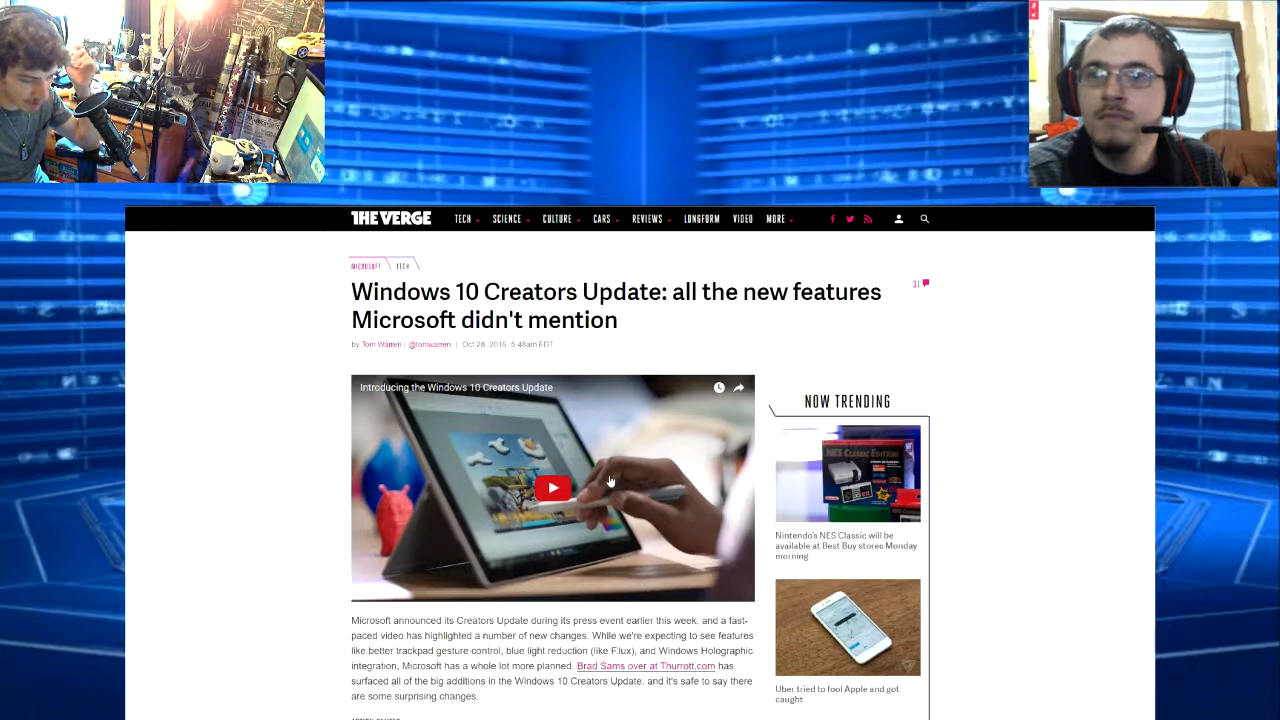 THE VERGE
TECH SCIENCE CULTURE CARS REVIEWS LONGFORM VIDEO MORE
MICROSOFT TECH
Windows 10 Creators Update: all the new features
Microsoft didn't mention
31
by Tom Warren | @tomwarren | Oct 28, 2016, 5:48am EDT
Introducing the Windows 10 Creators Update
Microsoft announced its Creators Update during its press event earlier this week, and a fast-
paced video has highlighted a number of new changes. While we're expecting to see features
like better trackpad gesture control, blue light reduction (like F.lux), and Windows Holographic
integration, Microsoft has a whole lot more planned. Brad Sams over at Thurrott.com has
surfaced all of the big additions in the Windows 10 Creators Update, and it's safe to say there
are some surprising changes.
NOW TRENDING
NES CLASSIC EDITION
Nintendo's NES Classic will be
available at Best Buy stores Monday
morning
Uber tried to fool Apple and got
caught